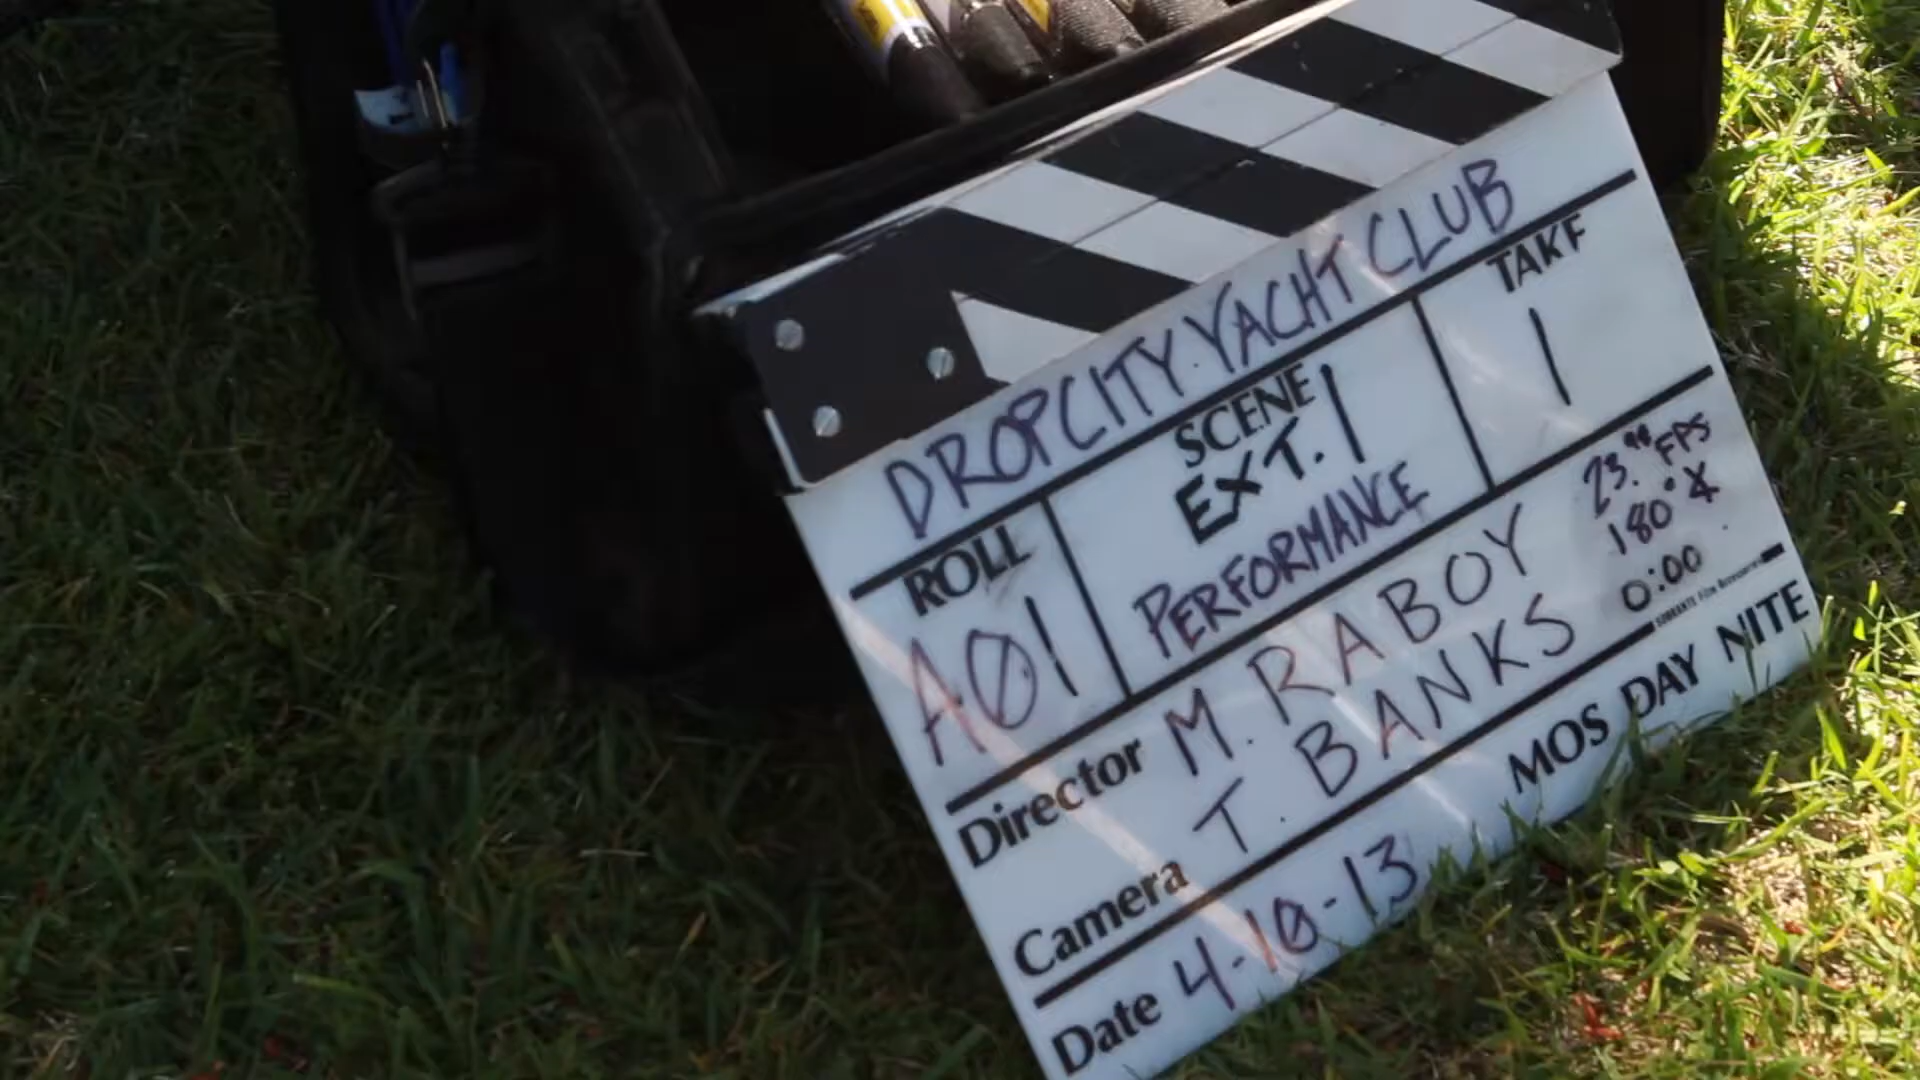 DROPCITY YACHT CLUB
ROLL
A01
SCENE
EXT. 1
PERFORMANCE
TAKE
1
Director M. RABOY
Camera T. BANKS
23.98 FPS
180°
0:00
Date 4-10-13
MOS DAY NITE